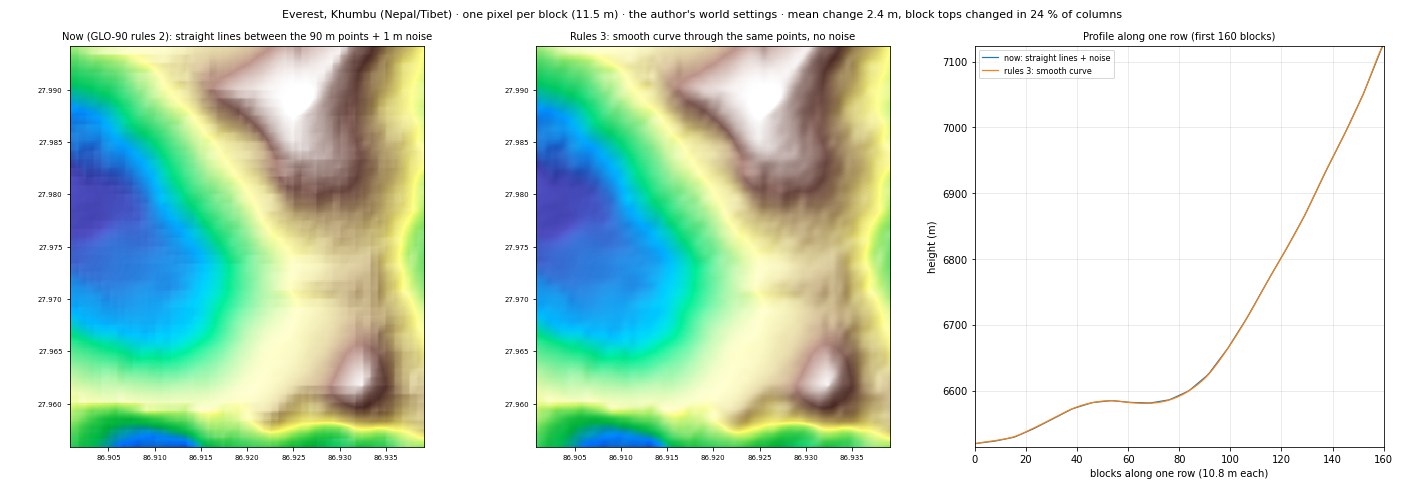 Everest, Khumbu (Nepal/Tibet) · one pixel per block (11.5 m) · the author's world settings · mean change 2.4 m, block tops changed in 24 % of columns
Now (GLO-90 rules 2): straight lines between the 90 m points + 1 m noise
27.990
27.985
27.980
27.975
27.970
27.965
27.960
86.905 86.910 86.915 86.920 86.925 86.930 86.935
Rules 3: smooth curve through the same points, no noise
27.990
27.985
27.980
27.975
27.970
27.965
27.960
86.905 86.910 86.915 86.920 86.925 86.930 86.935
Profile along one row (first 160 blocks)
now: straight lines + noise
rules 3: smooth curve
height (m)
7100
7000
6900
6800
6700
6600
0 20 40 60 80 100 120 140 160
blocks along one row (10.8 m each)